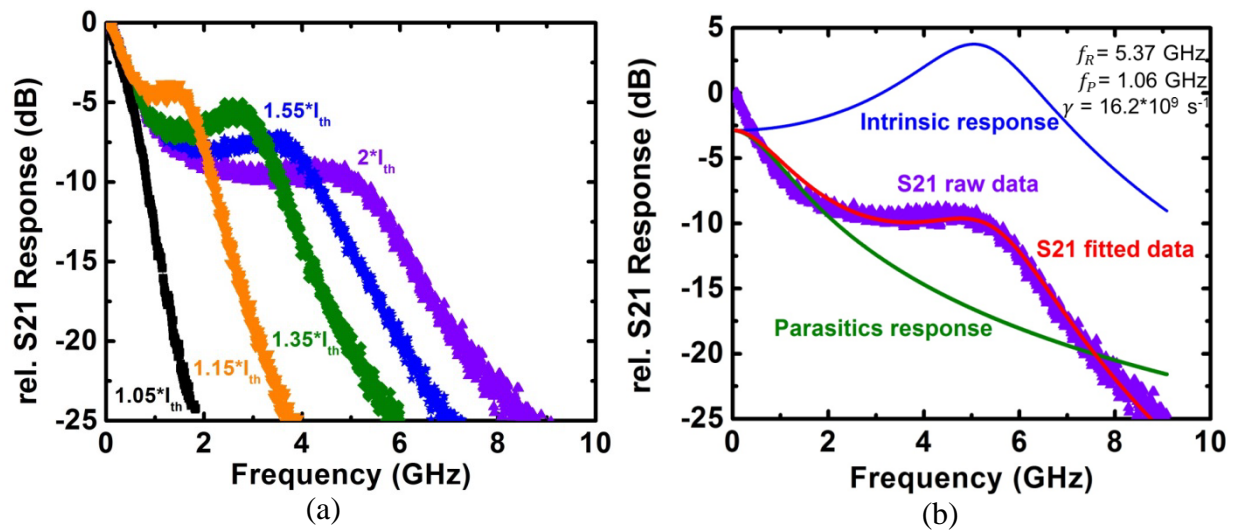 rel. S21 Response (dB)
0
-5
-10
-15
-20
-25
0 2 4 6 8 10
Frequency (GHz)
1.55*Ith
2*Ith
1.35*Ith
1.15*Ith
1.05*Ith
(a)
rel. S21 Response (dB)
5
0
-5
-10
-15
-20
-25
0 2 4 6 8 10
Frequency (GHz)
fR= 5.37 GHz
fP= 1.06 GHz
γ = 16.2*10⁹ s⁻¹
Intrinsic response
S21 raw data
S21 fitted data
Parasitics response
(b)